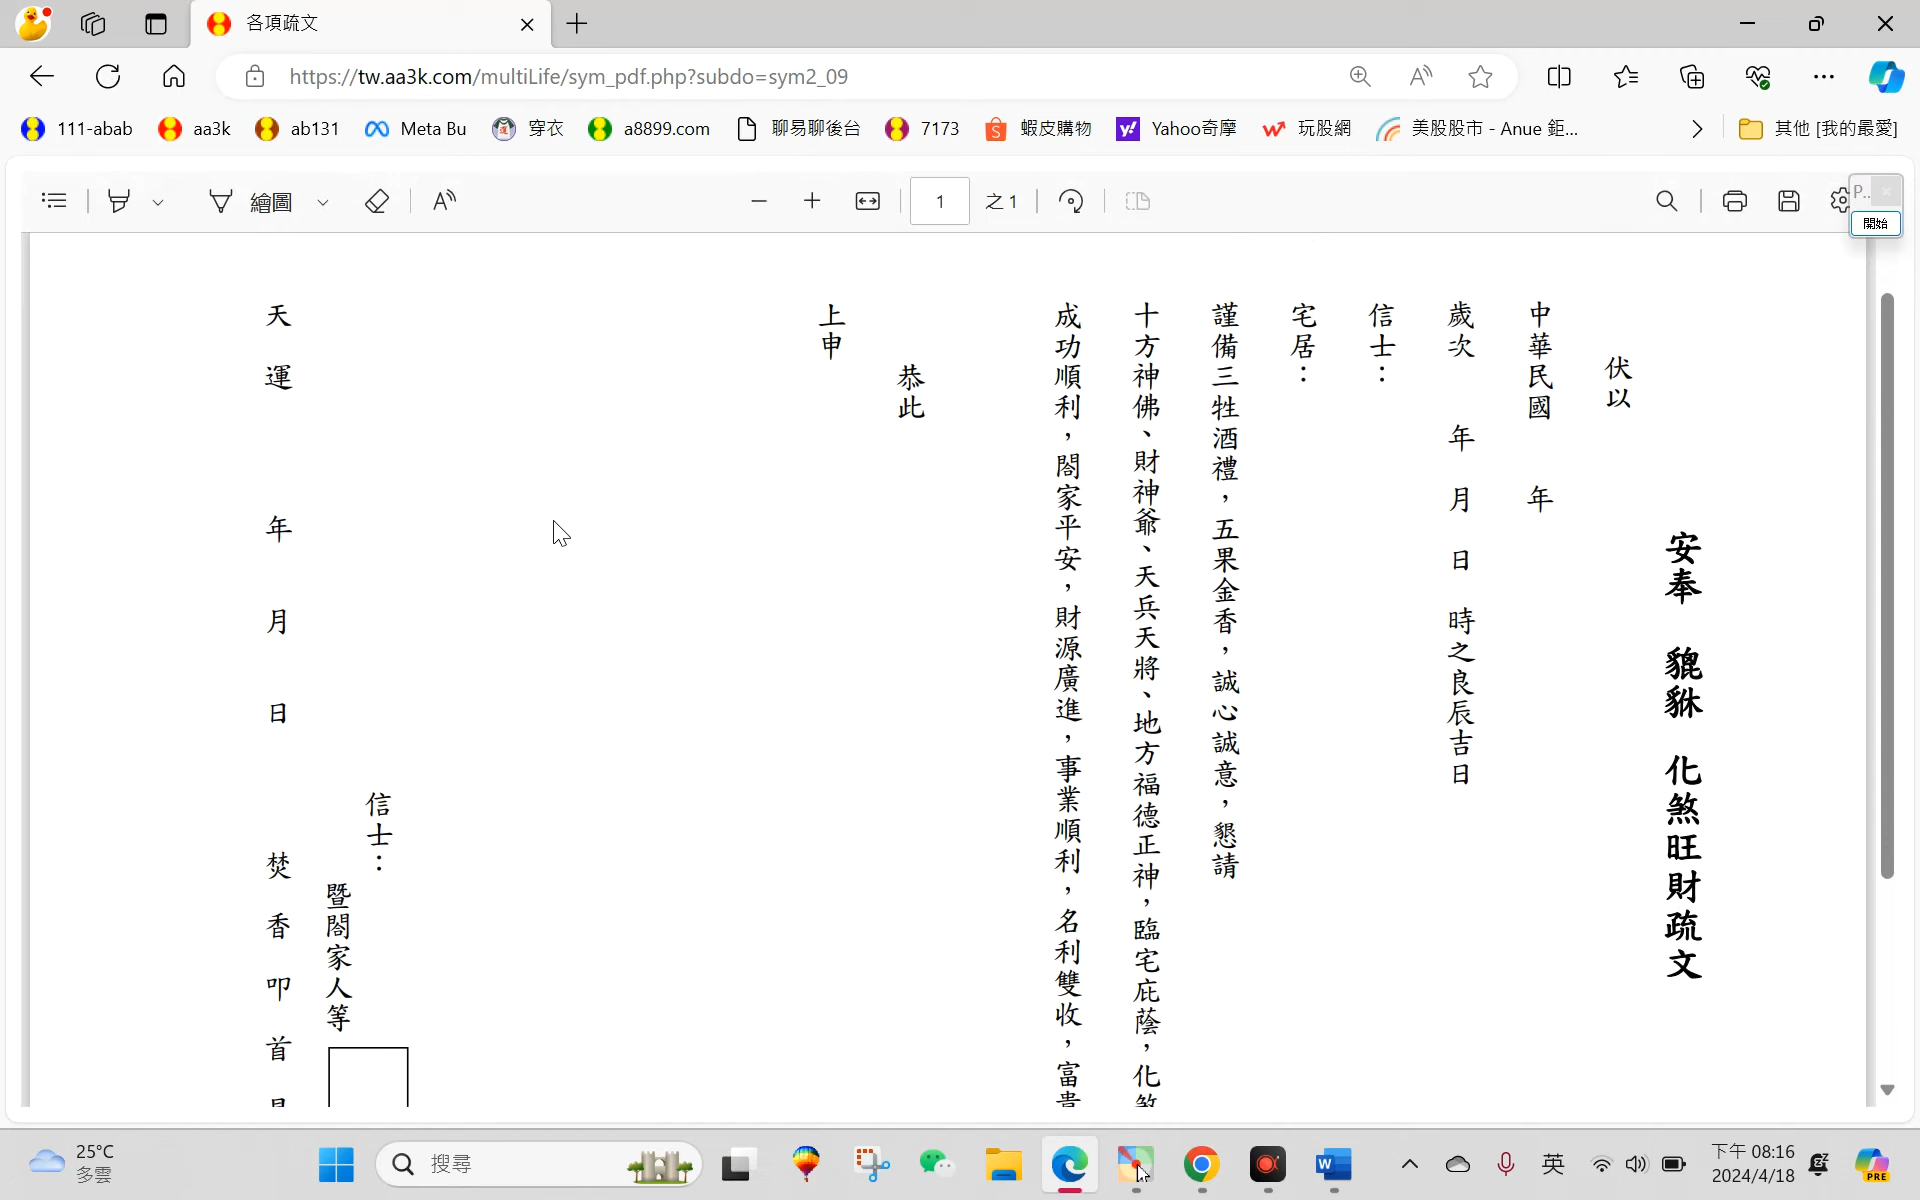 各項疏文
https://tw.aa3k.com/multiLife/sym_pdf.php?subdo=sym2_09
111-abab
aa3k
ab131
Meta Bu
穿衣
a8899.com
聊易聊後台
7173
蝦皮購物
Yahoo奇摩
玩股網
美股股市 - Anue 鉅...
其他 [我的最愛]
繪圖
1
之 1
P..
開始
安奉 貔貅 化煞旺財疏文
伏以
中華民國 年
歲次 年 月 日 時之良辰吉日
信士：
宅居：
謹備三牲酒禮，五果金香，誠心誠意，懇請
十方神佛、財神爺、天兵天將、地方福德正神，臨宅庇蔭，化煞
成功順利，閤家平安，財源廣進，事業順利，名利雙收，富貴
恭此
上申
信士：
暨閤家人等
天 運 年 月 日 焚 香 叩 首
25°C
多雲
搜尋
英
下午 08:16
2024/4/18
PRE